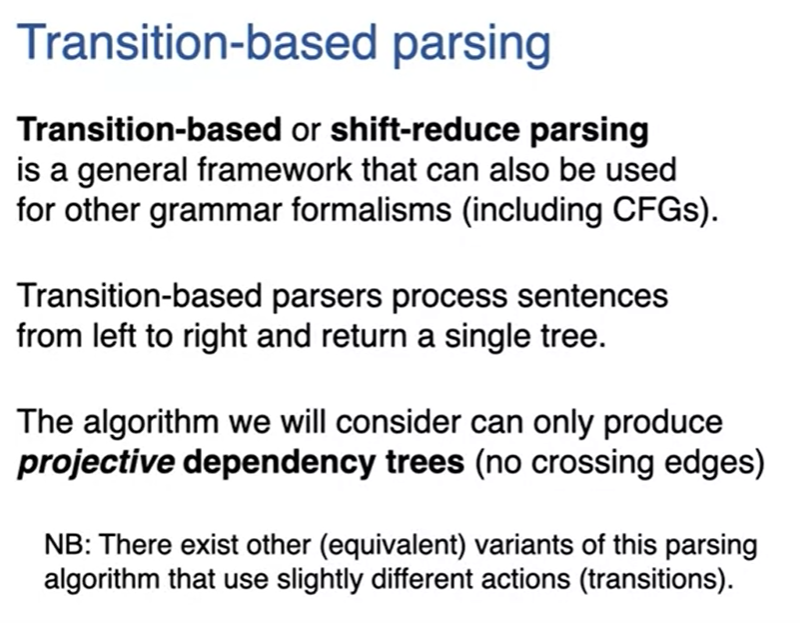 Transition-based parsing
Transition-based or shift-reduce parsing
is a general framework that can also be used
for other grammar formalisms (including CFGs).
Transition-based parsers process sentences
from left to right and return a single tree.
The algorithm we will consider can only produce
projective dependency trees (no crossing edges)
NB: There exist other (equivalent) variants of this parsing
algorithm that use slightly different actions (transitions).